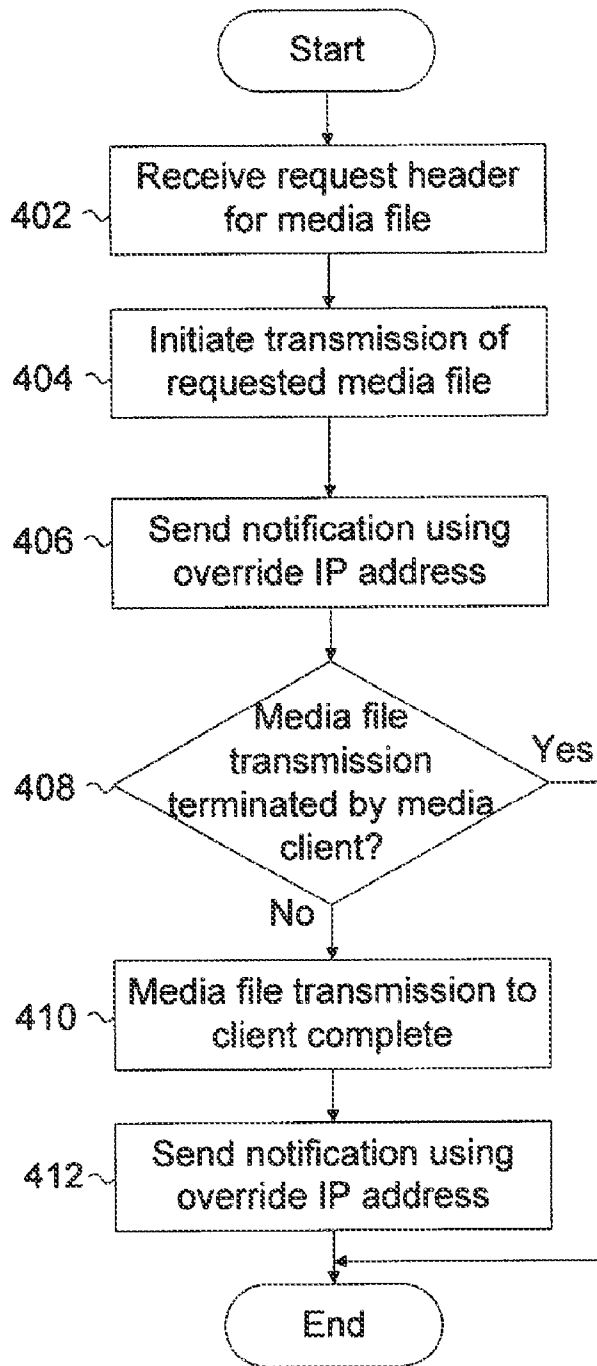 Start
Receive request header
for media file
402
Initiate transmission of
requested media file
404
Send notification using
override IP address
406
Media file
transmission
terminated by media
client?
408
Yes
No
Media file transmission to
client complete
410
Send notification using
override IP address
412
End